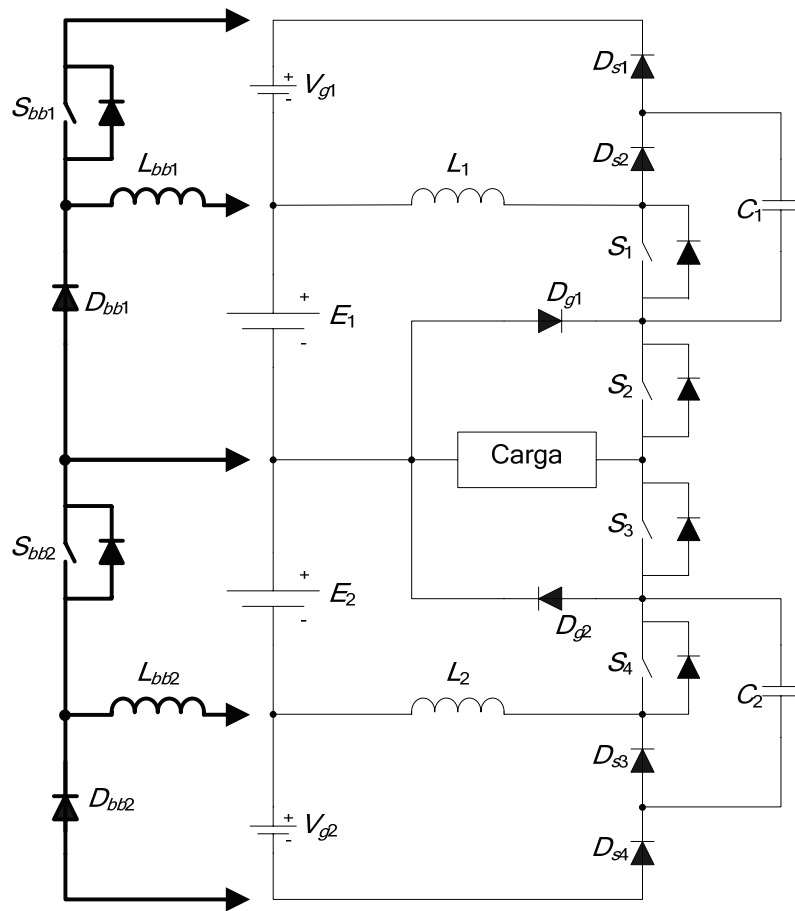 Ds1
+
Vg1
-
Sbb1
Ds2
Lbb1
L1
C1
S1
Dbb1
+
E1
-
Dg1
S2
Carga
Sbb2
S3
+
E2
-
Dg2
S4
Lbb2
L2
C2
Ds3
Dbb2
+
Vg2
-
Ds4